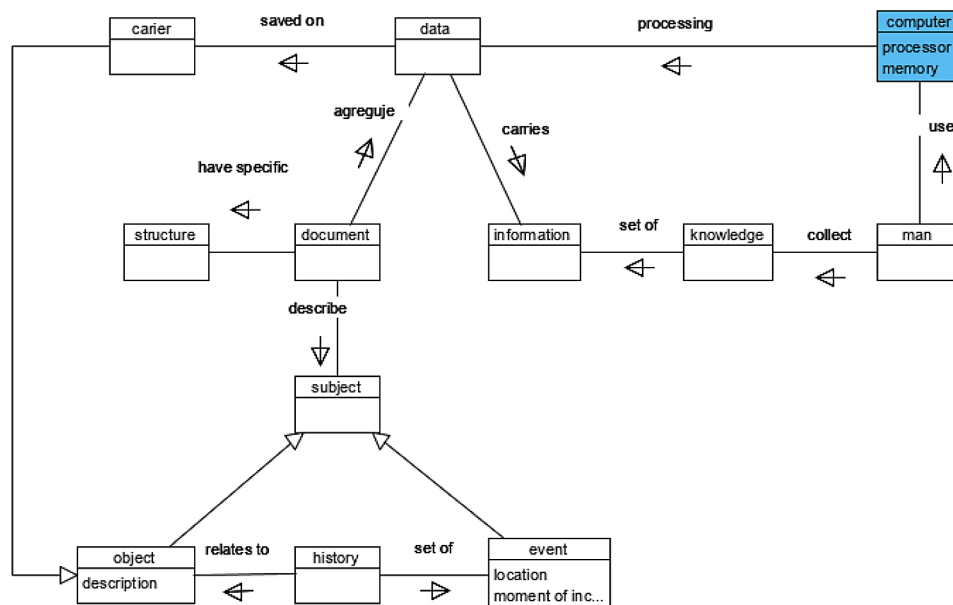 computer
saved on
processing
carier
data
processor
memory
agreguje
carries
use
have specific
structure
document
information
set of
knowledge
collect
man
describe
subject
object
relates to
history
set of
event
description
location
moment of inc...